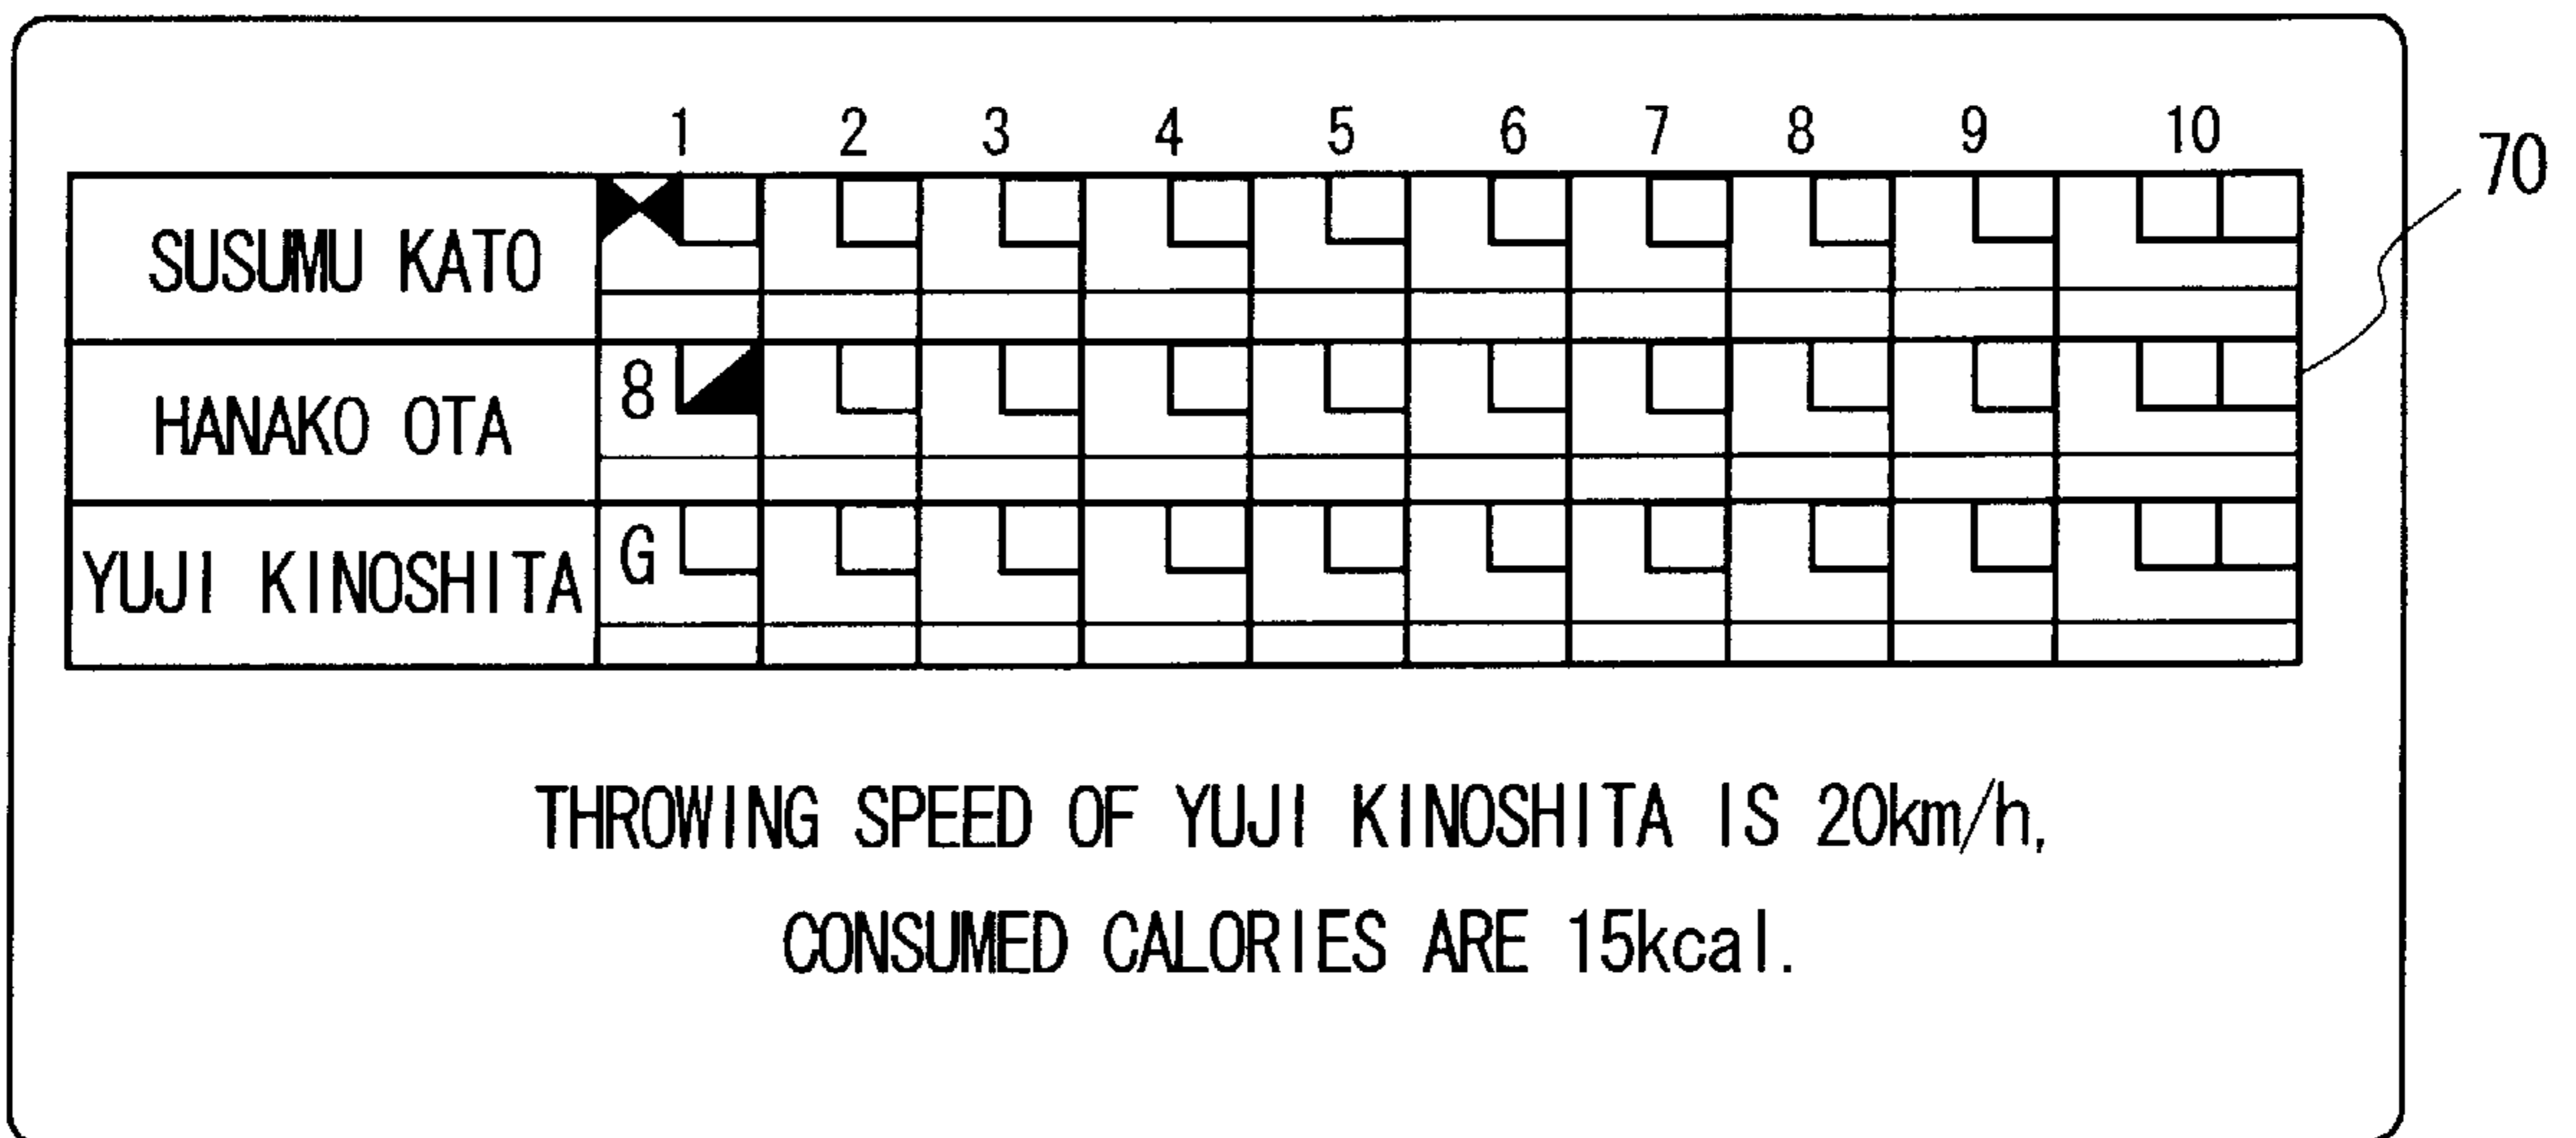 1 2 3 4 5 6 7 8 9 10
70
SUSUMU KATO
HANAKO OTA 8
YUJI KINOSHITA G
THROWING SPEED OF YUJI KINOSHITA IS 20km/h,
CONSUMED CALORIES ARE 15kcal.